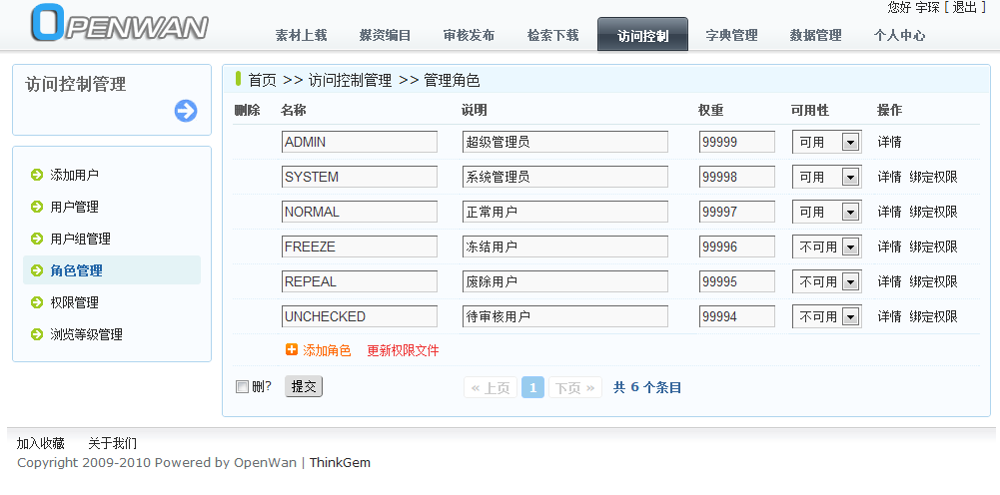 您好 宇琛 [ 退出 ]
OPENWAN
素材上载 媒资编目 审核发布 检索下载 访问控制 字典管理 数据管理 个人中心
访问控制管理
添加用户
用户管理
用户组管理
角色管理
权限管理
浏览等级管理
首页 >> 访问控制管理 >> 管理角色
删除 名称 说明 权重 可用性 操作
ADMIN 超级管理员 99999 可用 详情
SYSTEM 系统管理员 99998 可用 详情 绑定权限
NORMAL 正常用户 99997 可用 详情 绑定权限
FREEZE 冻结用户 99996 不可用 详情 绑定权限
REPEAL 废除用户 99995 不可用 详情 绑定权限
UNCHECKED 待审核用户 99994 不可用 详情 绑定权限
添加角色 更新权限文件
删? 提交 « 上页 1 下页 » 共 6 个条目
加入收藏 关于我们
Copyright 2009-2010 Powered by OpenWan | ThinkGem